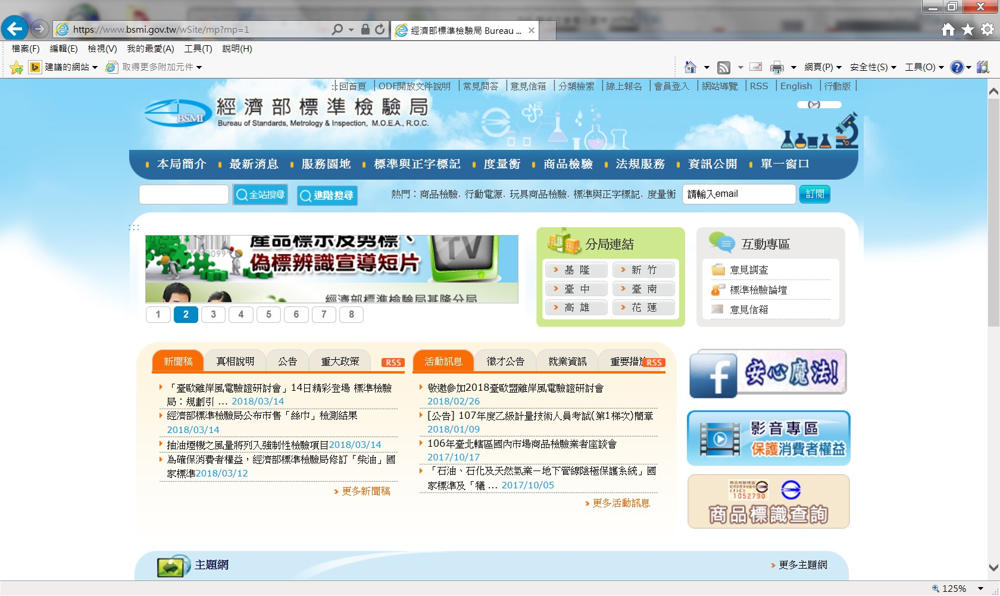 https://www.bsmi.gov.tw/wSite/mp?mp=1
經濟部標準檢驗局 Bureau ...
檔案(F) 編輯(E) 檢視(V) 我的最愛(A) 工具(T) 說明(H)
建議的網站 取得更多附加元件 網頁(P) 安全性(S) 工具(O)
回首頁 ODF開放文件說明 常見問答 意見信箱 分類檢索 線上報名 會員登入 網站導覽 RSS English 行動版
BSMI
經濟部標準檢驗局
Bureau of Standards, Metrology & Inspection, M.O.E.A., R.O.C.
本局簡介 最新消息 服務園地 標準與正字標記 度量衡 商品檢驗 法規服務 資訊公開 單一窗口
全站搜尋 進階搜尋 熱門：商品檢驗. 行動電源. 玩具商品檢驗. 標準與正字標記. 度量衡 請輸入email 訂閱
:::
產品標示及剪標、
偽標辨識宣導短片
TV
經濟部標準檢驗局基隆分局
1 2 3 4 5 6 7 8
分局連結
基 隆 新 竹
臺 中 臺 南
高 雄 花 蓮
互動專區
意見調查
標準檢驗論壇
意見信箱
新聞稿 真相說明 公告 重大政策 RSS
「臺歐離岸風電驗證研討會」14日精彩登場 標準檢驗
局：規劃引 ... 2018/03/14
經濟部標準檢驗局公布市售「絲巾」檢測結果
2018/03/14
抽油煙機之風量將列入強制性檢驗項目2018/03/14
為確保消費者權益，經濟部標準檢驗局修訂「柴油」國
家標準2018/03/12
更多新聞稿
活動訊息 徵才公告 就業資訊 重要措施 RSS
敬邀參加2018臺歐盟離岸風電驗證研討會
2018/02/26
[公告] 107年度乙級計量技術人員考試(第1梯次)簡章
2018/01/09
106年臺北轄區國內市場商品檢驗業者座談會
2017/10/17
「石油、石化及天然氣業－地下管線陰極保護系統」國
家標準及「犧 ... 2017/10/05
更多活動訊息
f 安心魔法!
影音專區
保護消費者權益
1052790
商品標識查詢
主題網
更多主題網
125%